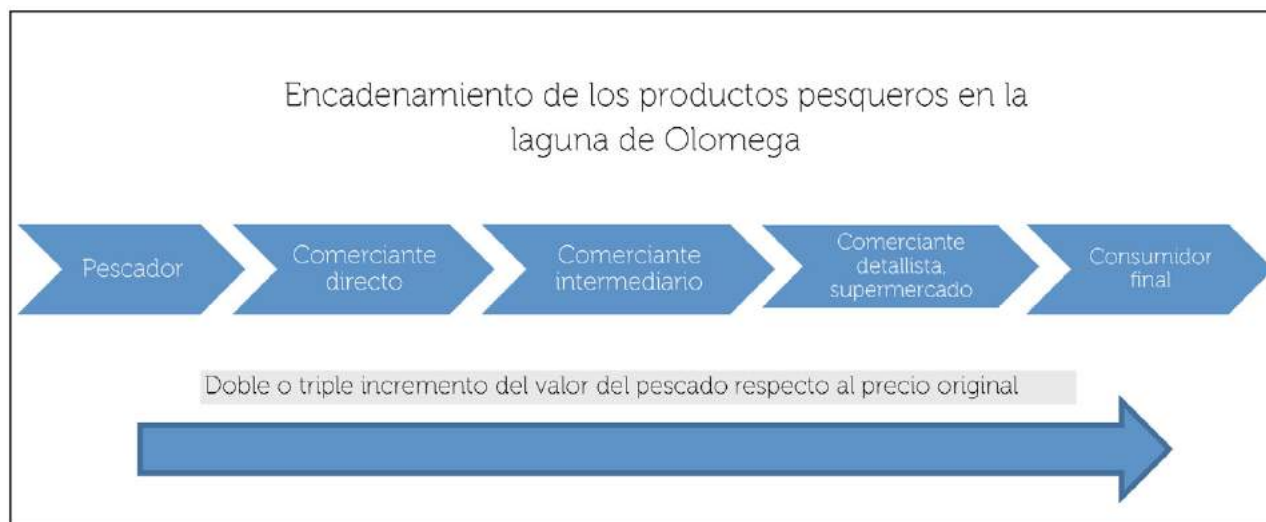 Encadenamiento de los productos pesqueros en la
laguna de Olomega
Pescador
Comerciante
directo
Comerciante
intermediario
Comerciante
detallista,
supermercado
Consumidor
final
Doble o triple incremento del valor del pescado respecto al precio original